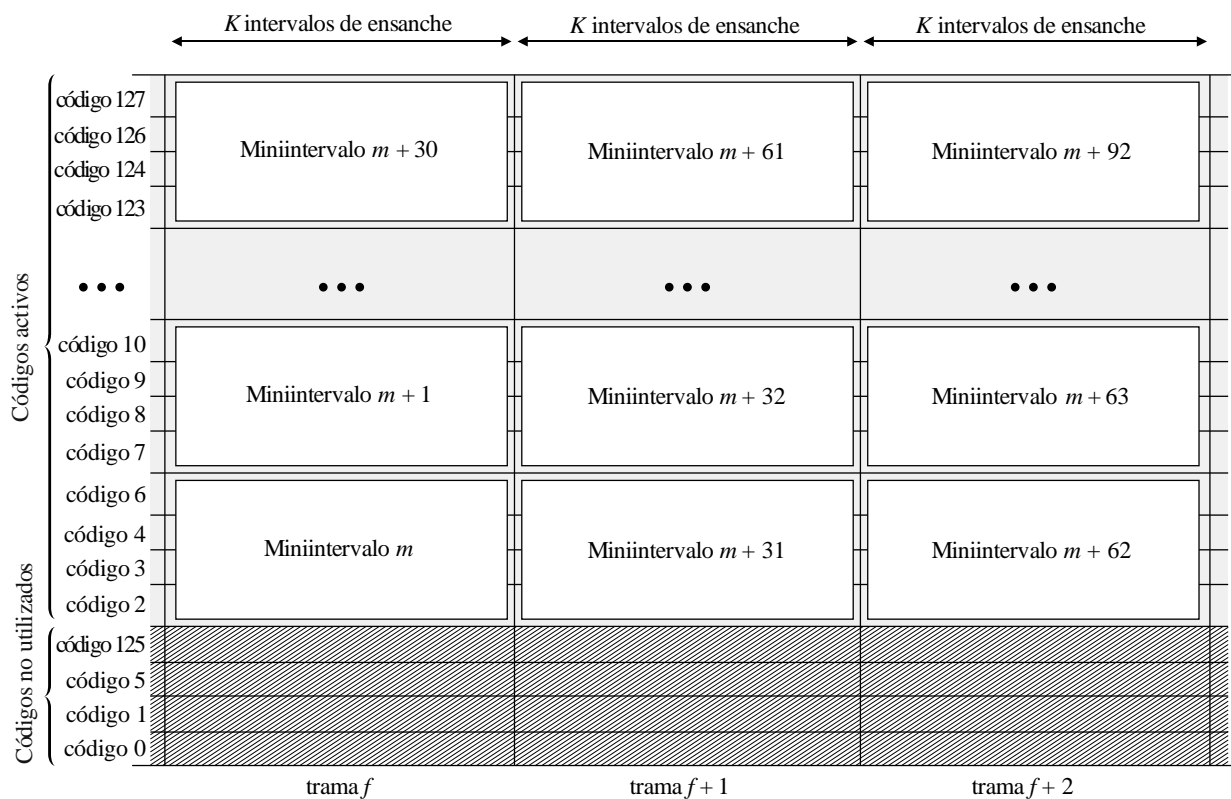 K intervalos de ensanche K intervalos de ensanche K intervalos de ensanche
código 127
código 126
código 124
código 123
Miniintervalo m + 30 Miniintervalo m + 61 Miniintervalo m + 92
Códigos activos
••• ••• ••• •••
código 10
código 9
código 8
código 7
Miniintervalo m + 1 Miniintervalo m + 32 Miniintervalo m + 63
código 6
código 4
código 3
código 2
Miniintervalo m Miniintervalo m + 31 Miniintervalo m + 62
Códigos no utilizados
código 125
código 5
código 1
código 0
trama f trama f + 1 trama f + 2